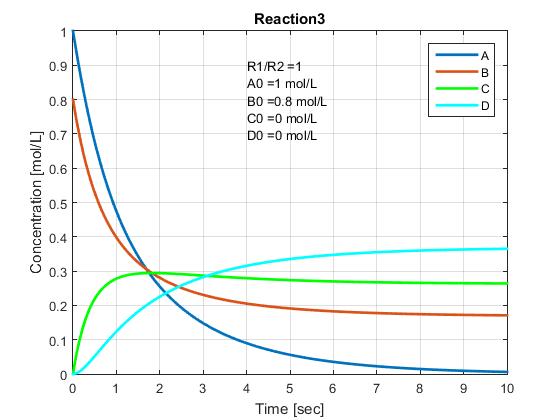 Reaction3
R1/R2 =1
A0 =1 mol/L
B0 =0.8 mol/L
C0 =0 mol/L
D0 =0 mol/L
A
B
C
D
Concentration [mol/L]
1
0.9
0.8
0.7
0.6
0.5
0.4
0.3
0.2
0.1
0
0 1 2 3 4 5 6 7 8 9 10
Time [sec]